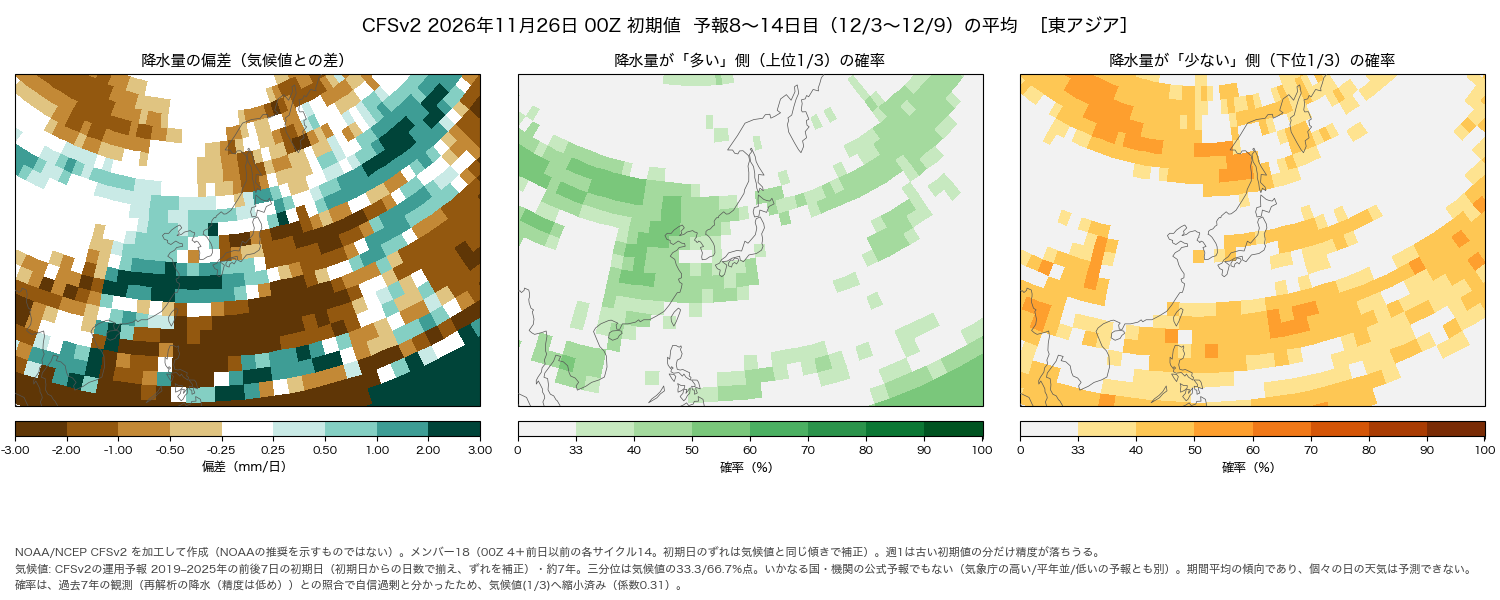 CFSv2 2026年11月26日 00Z 初期値 予報8～14日目（12/3～12/9）の平均 ［東アジア］
降水量の偏差（気候値との差）
降水量が「多い」側（上位1/3）の確率
降水量が「少ない」側（下位1/3）の確率
-3.00 -2.00 -1.00 -0.50 -0.25 0.25 0.50 1.00 2.00 3.00
偏差（mm/日）
0 33 40 50 60 70 80 90 100
確率（%）
0 33 40 50 60 70 80 90 100
確率（%）
NOAA/NCEP CFSv2 を加工して作成（NOAAの推奨を示すものではない）。メンバー18（00Z 4＋前日以前の各サイクル14。初期日のずれは気候値と同じ傾きで補正）。週1は古い初期値の分だけ精度が落ちうる。
気候値: CFSv2の運用予報 2019–2025年の前後7日の初期日（初期日からの日数で揃え、ずれを補正）・約7年。三分位は気候値の33.3/66.7%点。いかなる国・機関の公式予報でもない（気象庁の高い/平年並/低いの予報とも別）。期間平均の傾向であり、個々の日の天気は予測できない。
確率は、過去7年の観測（再解析の降水（精度は低め））との照合で自信過剰と分かったため、気候値(1/3)へ縮小済み（係数0.31）。